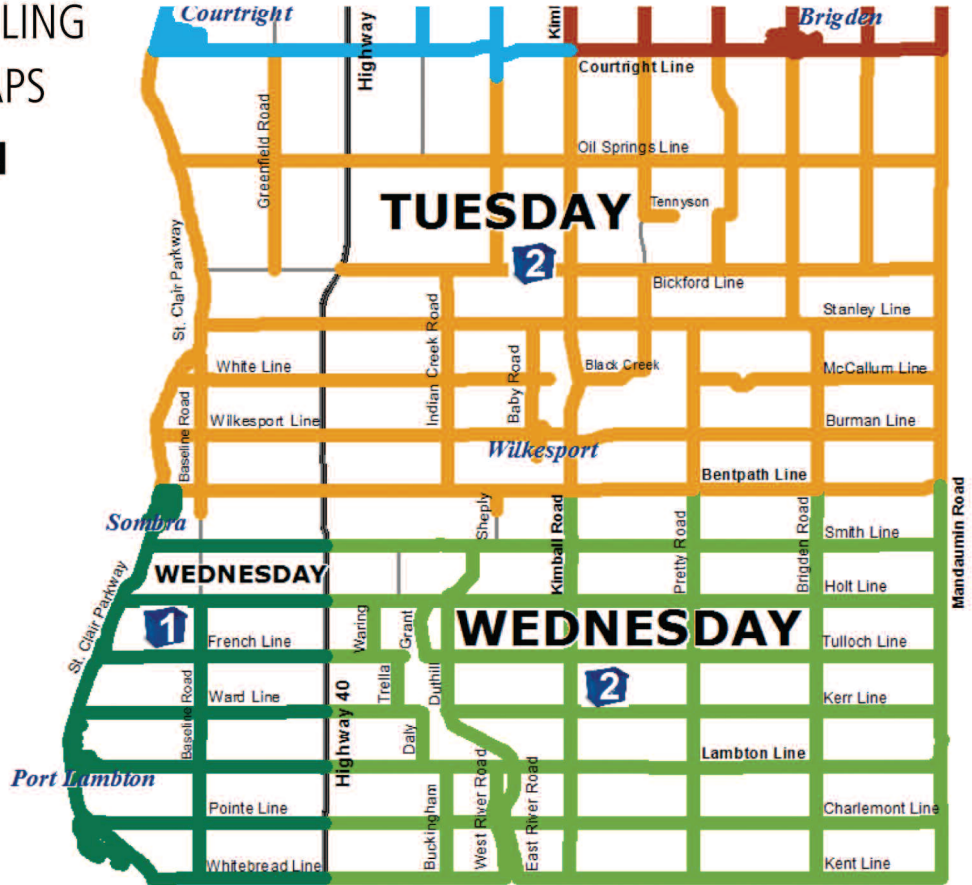 Courtright
Brigden
LING
APS
Highway
Courtright Line
Greenfield Road
Oil Springs Line
Tennyson
TUESDAY
2
St. Clair Parkway
Bickford Line
Stanley Line
Indian Creek Road
White Line
Baby Road
Black Creek
McCallum Line
Baseline Road
Wilkesport Line
Burman Line
Wilkesport
Bentpath Line
Sombra
Sheply
Kimball Road
Pretty Road
Brigden Road
Smith Line
Mandaumin Road
WEDNESDAY
Holt Line
St. Clair Parkway
1
French Line
Waring
Grant
WEDNESDAY
Tulloch Line
2
Baseline Road
Ward Line
Highway 40
Trella
Duthill
Kerr Line
Daly
Lambton Line
Port Lambton
Pointe Line
Buckingham
West River Road
East River Road
Charlemont Line
Whitebread Line
Kent Line